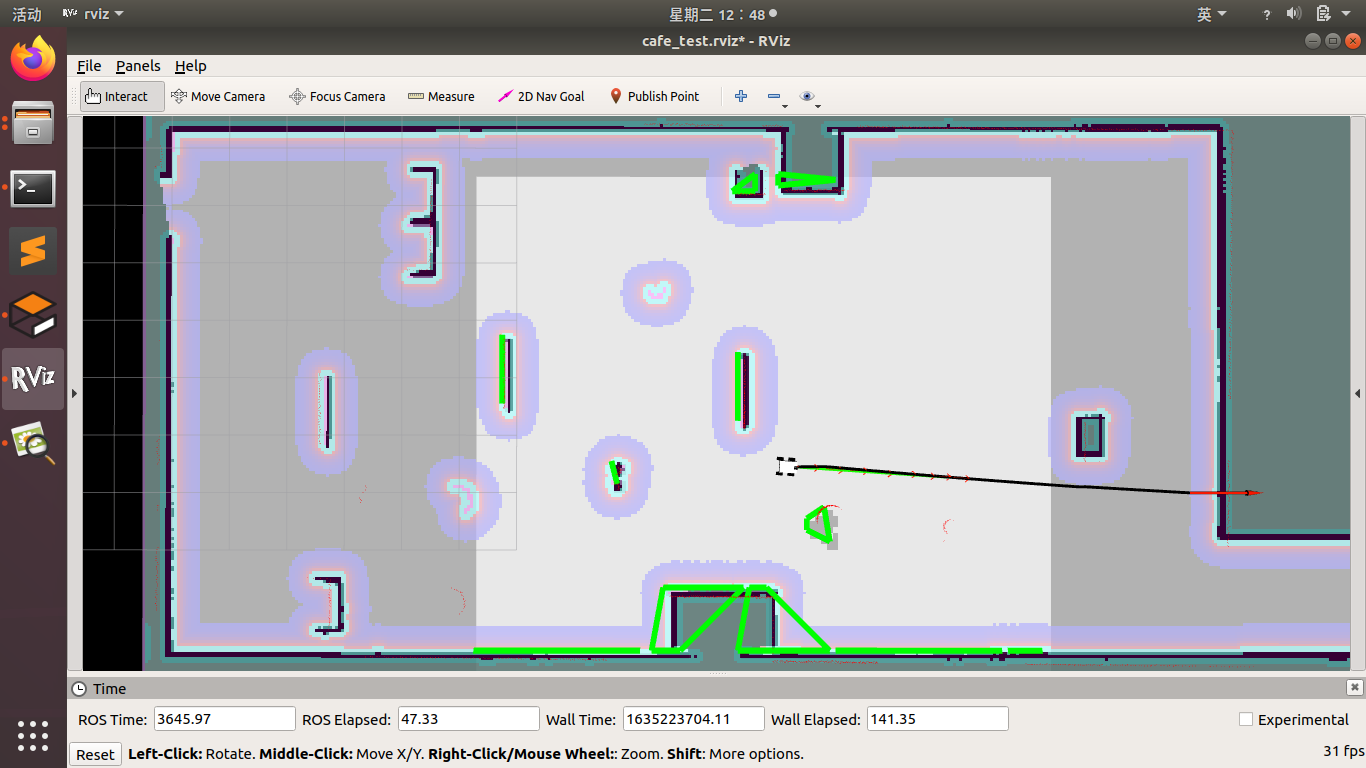 活动 RViz rviz 星期二 12：48 英 ?
cafe_test.rviz* - RViz
File Panels Help
Interact Move Camera Focus Camera Measure 2D Nav Goal Publish Point
RViz
Time
ROS Time: 3645.97 ROS Elapsed: 47.33 Wall Time: 1635223704.11 Wall Elapsed: 141.35 Experimental
Reset Left-Click: Rotate. Middle-Click: Move X/Y. Right-Click/Mouse Wheel:: Zoom. Shift: More options. 31 fps